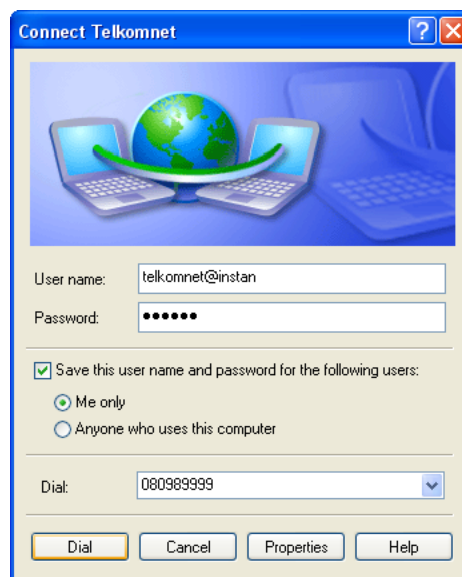 Connect Telkomnet
User name: telkomnet@instan
Password: ●●●●●●
Save this user name and password for the following users:
Me only
Anyone who uses this computer
Dial: 080989999
Dial Cancel Properties Help